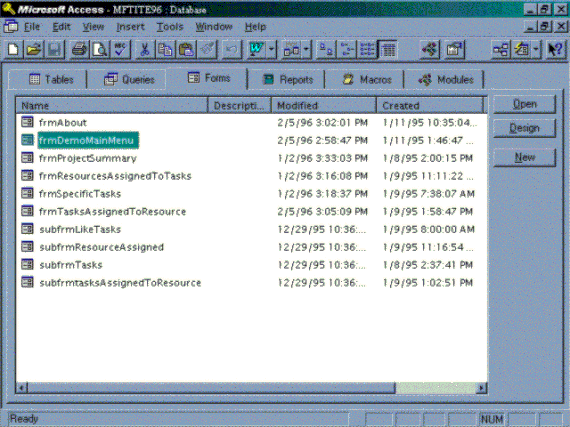 Microsoft Access - MFTITE96 : Database
File Edit View Insert Tools Window Help
Tables Queries Forms Reports Macros Modules
Name Descripti... Modified Created
frmAbout 2/5/96 3:02:01 PM 1/11/95 10:35:04...
frmDemoMainMenu 2/5/96 2:58:47 PM 1/11/95 1:46:47 ...
frmProjectSummary 1/2/96 3:33:03 PM 1/8/95 2:00:15 PM
frmResourcesAssignedToTasks 1/2/96 3:16:08 PM 1/9/95 11:11:22 ...
frmSpecificTasks 1/2/96 3:18:37 PM 1/9/95 7:38:07 AM
frmTasksAssignedToResource 2/5/96 3:05:09 PM 1/9/95 1:58:47 PM
subfrmLikeTasks 12/29/95 10:36:... 1/9/95 8:00:00 AM
subfrmResourceAssigned 12/29/95 10:36:... 1/9/95 11:16:54 ...
subfrmTasks 12/29/95 10:36:... 1/8/95 2:37:41 PM
subfrmtasksAssignedToResource 12/29/95 10:36:... 1/9/95 1:02:51 PM
Open
Design
New
Ready NUM